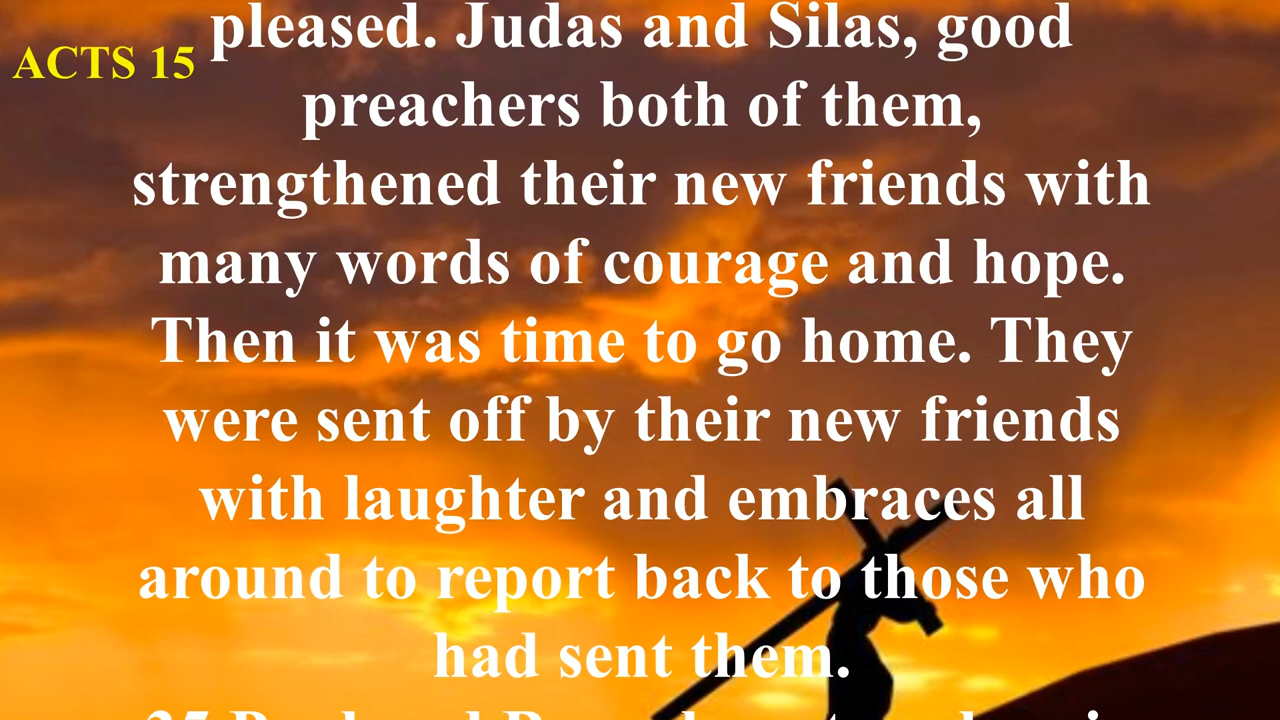 pleased. Judas and Silas, good
ACTS 15
preachers both of them,
strengthened their new friends with
many words of courage and hope.
Then it was time to go home. They
were sent off by their new friends
with laughter and embraces all
around to report back to those who
had sent them.